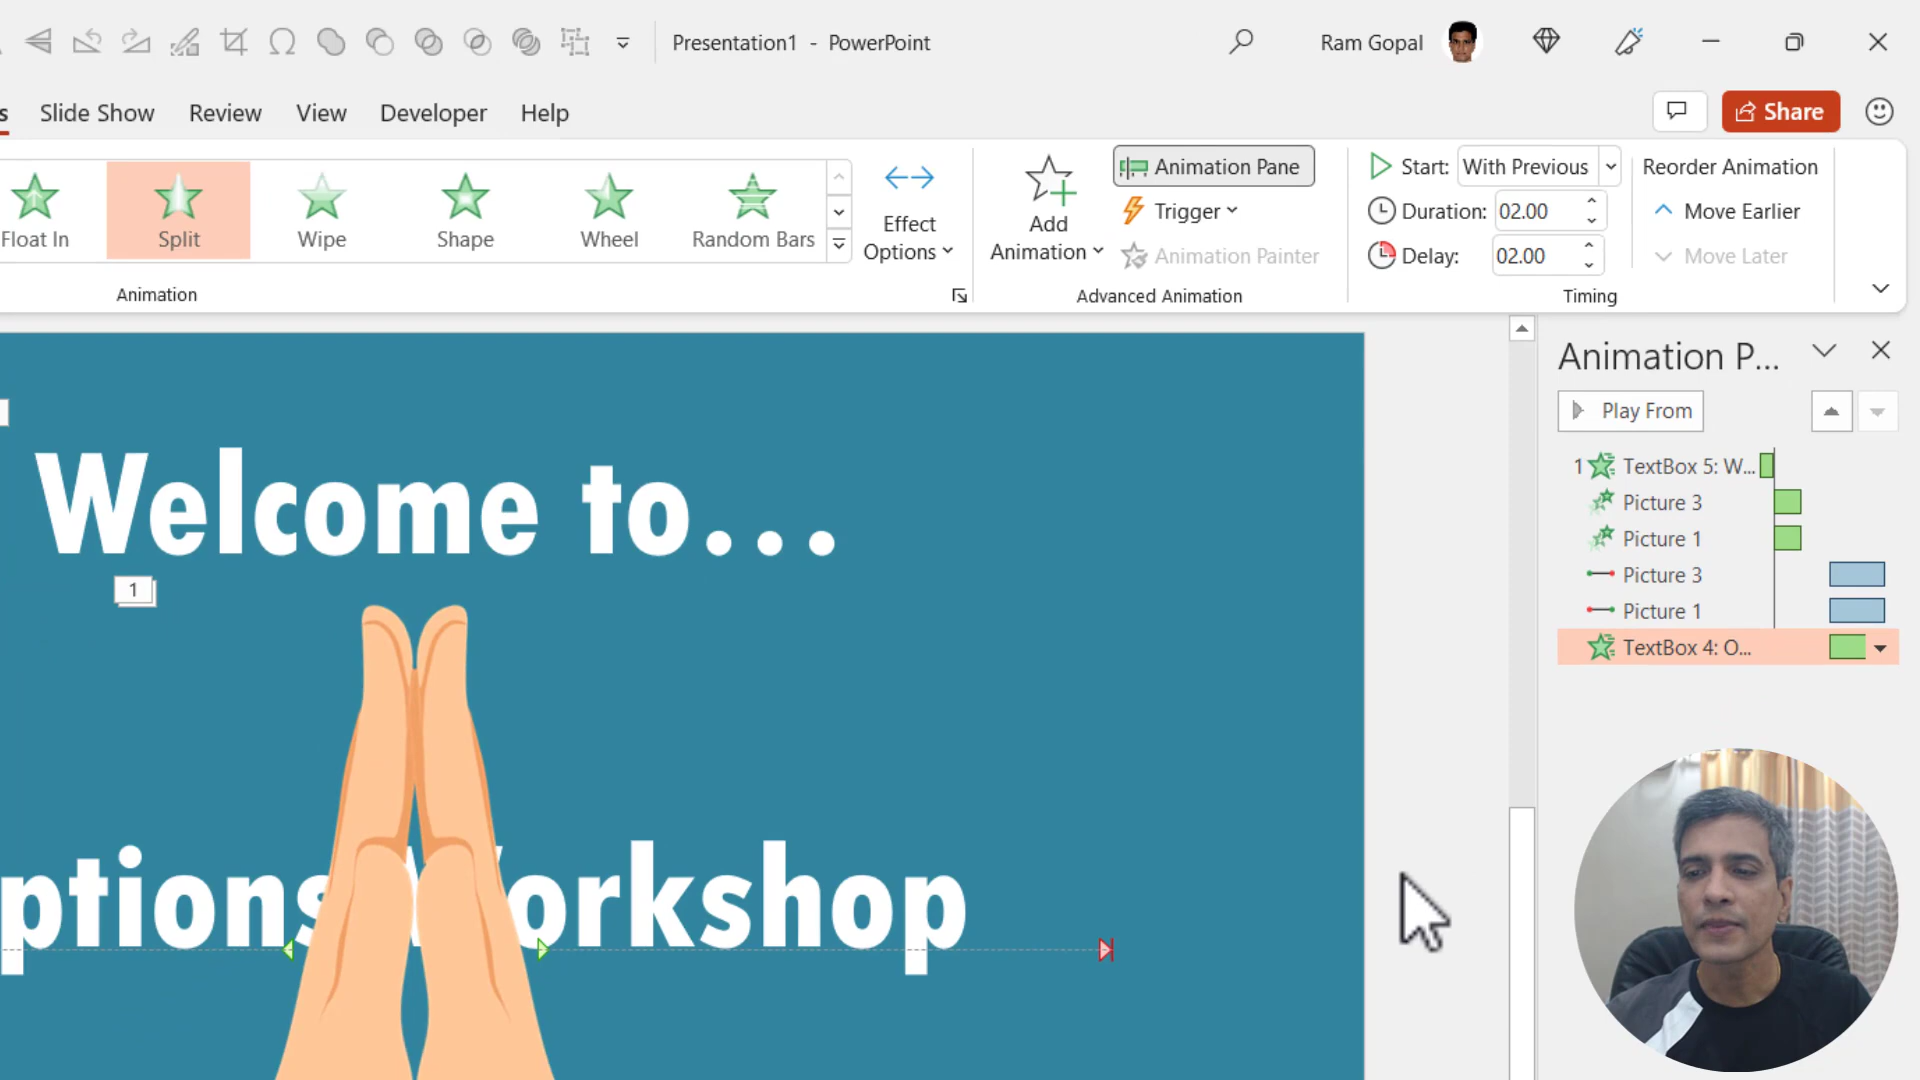 Presentation1 - PowerPoint
Ram Gopal
s Slide Show Review View Developer Help
Share
Float In
Split
Wipe
Shape
Wheel
Random Bars
Animation
Effect
Options
Add
Animation
Animation Pane
Trigger
Animation Painter
Advanced Animation
Start: With Previous
Duration: 02.00
Delay: 02.00
Timing
Reorder Animation
Move Earlier
Move Later
Animation P...
Play From
1 TextBox 5: W...
Picture 3
Picture 1
Picture 3
Picture 1
TextBox 4: O...
Welcome to...
1
ptions Workshop